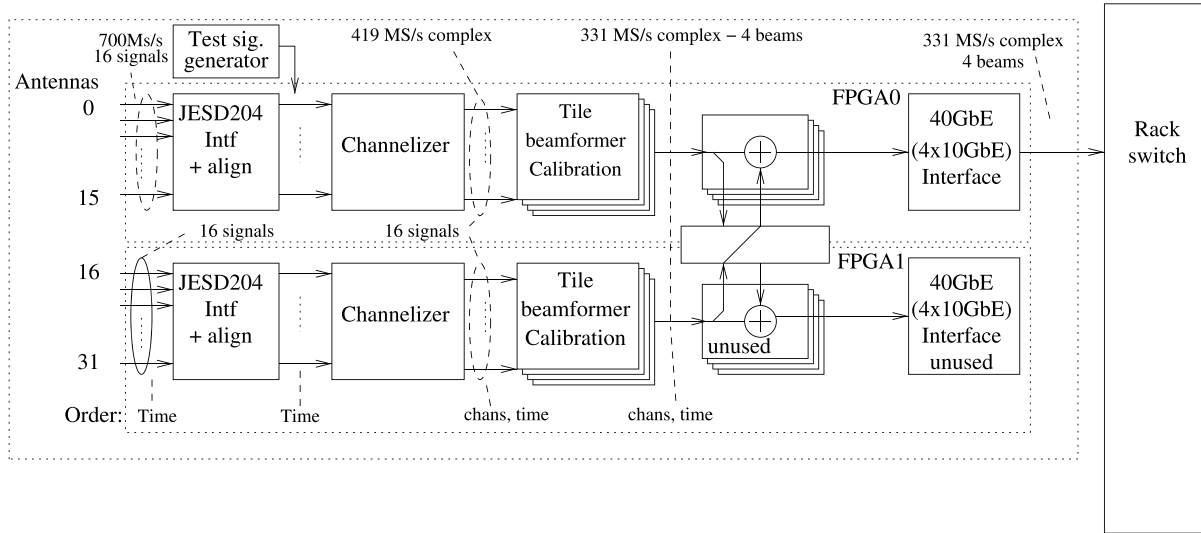 700Ms/s
16 signals
Test sig.
generator
419 MS/s complex
331 MS/s complex − 4 beams
331 MS/s complex
4 beams
Antennas
0
15
JESD204
Intf
+ align
Channelizer
Tile
beamformer
Calibration
FPGA0
40GbE
(4x10GbE)
Interface
Rack
switch
16 signals
16 signals
FPGA1
16
31
JESD204
Intf
+ align
Channelizer
Tile
beamformer
Calibration
unused
40GbE
(4x10GbE)
Interface
unused
Order:
Time
Time
chans, time
chans, time